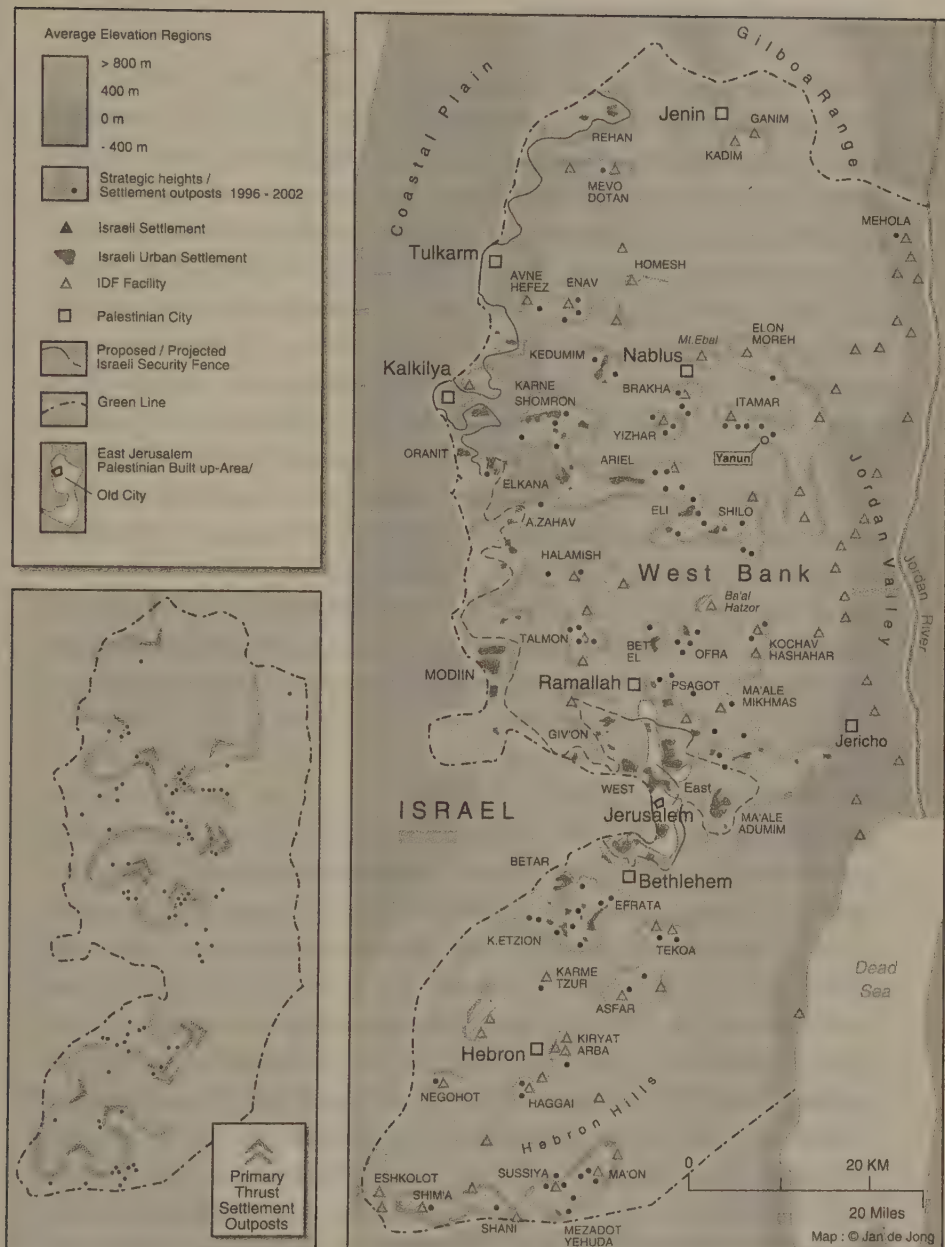 Average Elevation Regions
> 800 m
400 m
0 m
- 400 m
Strategic heights /
Settlement outposts 1996 - 2002
Israeli Settlement
Israeli Urban Settlement
IDF Facility
Palestinian City
Proposed / Projected
Israeli Security Fence
Green Line
East Jerusalem
Palestinian Built up-Area/
Old City
Primary
Thrust
Settlement
Outposts
Coastal Plain
Gilboa Range
Jenin
GANIM
KADIM
REHAN
MEVO
DOTAN
MEHOLA
Tulkarm
AVNE
HEFEZ
ENAV
HOMESH
KEDUMIM
Nablus
Mt.Ebal
ELON
MOREH
Kalkilya
KARNE
SHOMRON
BRAKHA
ITAMAR
YIZHAR
Yanun
ORANIT
ELKANA
ARIEL
A.ZAHAV
ELI
SHILO
HALAMISH
West Bank
Jordan Valley
Jordan River
Ba'al
Hatzor
TALMON
BET
EL
OFRA
KOCHAV
HASHAHAR
MODIIN
Ramallah
PSAGOT
MA'ALE
MIKHMAS
GIV'ON
Jericho
WEST
East
ISRAEL
Jerusalem
MA'ALE
ADUMIM
BETAR
Bethlehem
EFRATA
K.ETZION
TEKOA
KARME
TZUR
ASFAR
Dead
Sea
Hebron
KIRYAT
ARBA
NEGOHOT
HAGGAI
Hebron Hills
SUSSIYA
MA'ON
ESHKOLOT
SHIM'A
SHANI
MEZADOT
YEHUDA
0
20 KM
20 Miles
Map : © Jan de Jong